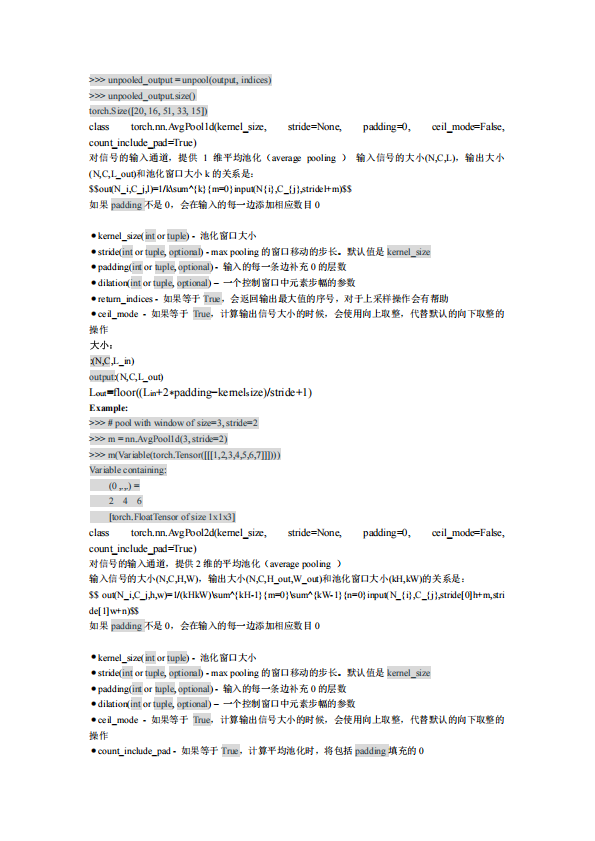 >>> unpooled_output = unpool(output, indices)
>>> unpooled_output.size()
torch.Size([20, 16, 51, 33, 15])
class torch.nn.AvgPool1d(kernel_size, stride=None, padding=0, ceil_mode=False,
count_include_pad=True)
对信号的输入通道，提供 1 维平均池化（average pooling ） 输入信号的大小(N,C,L)，输出大小
(N,C,L_out)和池化窗口大小 k 的关系是：
$$out(N_i,C_j,l)=1/k\sum^{k}{m=0}input(N{i},C_{j},stridel+m)$$
如果 padding 不是 0，会在输入的每一边添加相应数目 0
●kernel_size(int or tuple) - 池化窗口大小
●stride(int or tuple, optional) - max pooling 的窗口移动的步长。默认值是 kernel_size
●padding(int or tuple, optional) - 输入的每一条边补充 0 的层数
●dilation(int or tuple, optional) – 一个控制窗口中元素步幅的参数
●return_indices - 如果等于 True，会返回输出最大值的序号，对于上采样操作会有帮助
●ceil_mode - 如果等于 True，计算输出信号大小的时候，会使用向上取整，代替默认的向下取整的
操作
大小：
:(N,C,L_in)
output:(N,C,L_out)
Lout=floor((Lin+2∗padding−kernelsize)/stride+1)
Example:
>>> # pool with window of size=3, stride=2
>>> m = nn.AvgPool1d(3, stride=2)
>>> m(Variable(torch.Tensor([[[1,2,3,4,5,6,7]]])))
Variable containing:
(0 ,.,.) =
2 4 6
[torch.FloatTensor of size 1x1x3]
class torch.nn.AvgPool2d(kernel_size, stride=None, padding=0, ceil_mode=False,
count_include_pad=True)
对信号的输入通道，提供 2 维的平均池化（average pooling ）
输入信号的大小(N,C,H,W)，输出大小(N,C,H_out,W_out)和池化窗口大小(kH,kW)的关系是：
$$ out(N_i,C_j,h,w)=1/(kHkW)\sum^{kH-1}{m=0}\sum^{kW-1}{n=0}input(N_{i},C_{j},stride[0]h+m,stri
de[1]w+n)$$
如果 padding 不是 0，会在输入的每一边添加相应数目 0
●kernel_size(int or tuple) - 池化窗口大小
●stride(int or tuple, optional) - max pooling 的窗口移动的步长。默认值是 kernel_size
●padding(int or tuple, optional) - 输入的每一条边补充 0 的层数
●dilation(int or tuple, optional) – 一个控制窗口中元素步幅的参数
●ceil_mode - 如果等于 True，计算输出信号大小的时候，会使用向上取整，代替默认的向下取整的
操作
●count_include_pad - 如果等于 True，计算平均池化时，将包括 padding 填充的 0